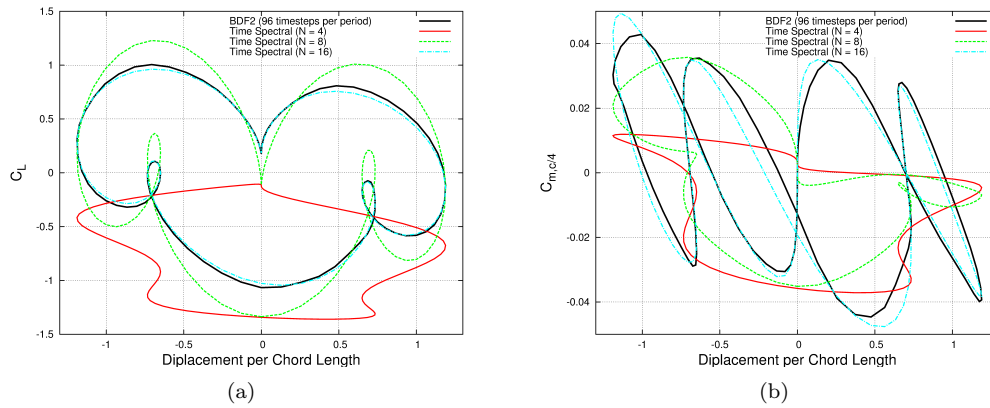 BDF2 (96 timesteps per period)
Time Spectral (N = 4)
Time Spectral (N = 8)
Time Spectral (N = 16)
1.5
1
0.5
0
-0.5
-1
-1.5
C_L
-1
-0.5
0
0.5
1
Diplacement per Chord Length
(a)
BDF2 (96 timesteps per period)
Time Spectral (N = 4)
Time Spectral (N = 8)
Time Spectral (N = 16)
0.04
0.02
0
-0.02
-0.04
C_m,c/4
-1
-0.5
0
0.5
1
Diplacement per Chord Length
(b)